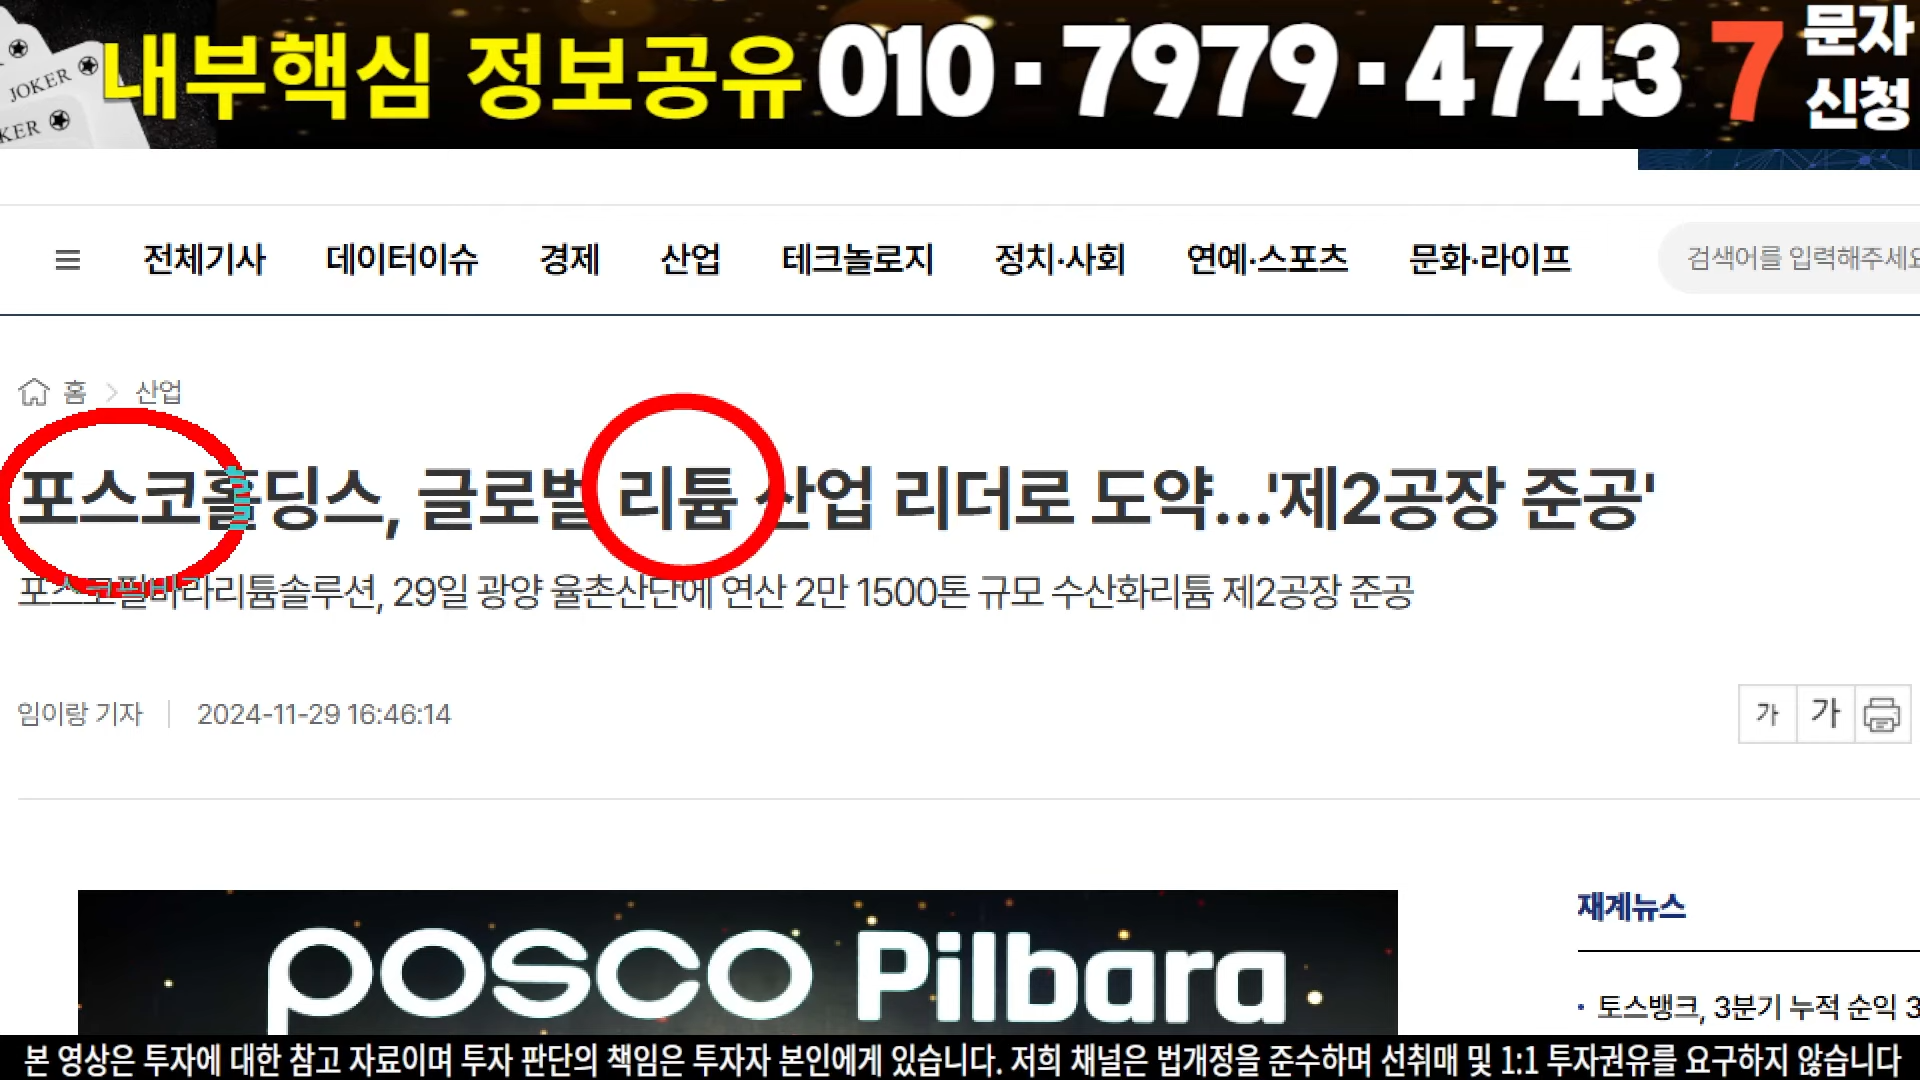 JOKER
KER
내부핵심 정보공유 010·7979·4743 7 문자
신청
전체기사 데이터이슈 경제 산업 테크놀로지 정치·사회 연예·스포츠 문화·라이프 검색어를 입력해주세요
홈 > 산업
포스코홀딩스, 글로벌 리튬 산업 리더로 도약...'제2공장 준공'
포스코필바라리튬솔루션, 29일 광양 율촌산단에 연산 2만 1500톤 규모 수산화리튬 제2공장 준공
임이랑 기자 2024-11-29 16:46:14
가 가
posco Pilbara
재계뉴스
· 토스뱅크, 3분기 누적 순익 3
본 영상은 투자에 대한 참고 자료이며 투자 판단의 책임은 투자자 본인에게 있습니다. 저희 채널은 법개정을 준수하며 선취매 및 1:1 투자권유를 요구하지 않습니다